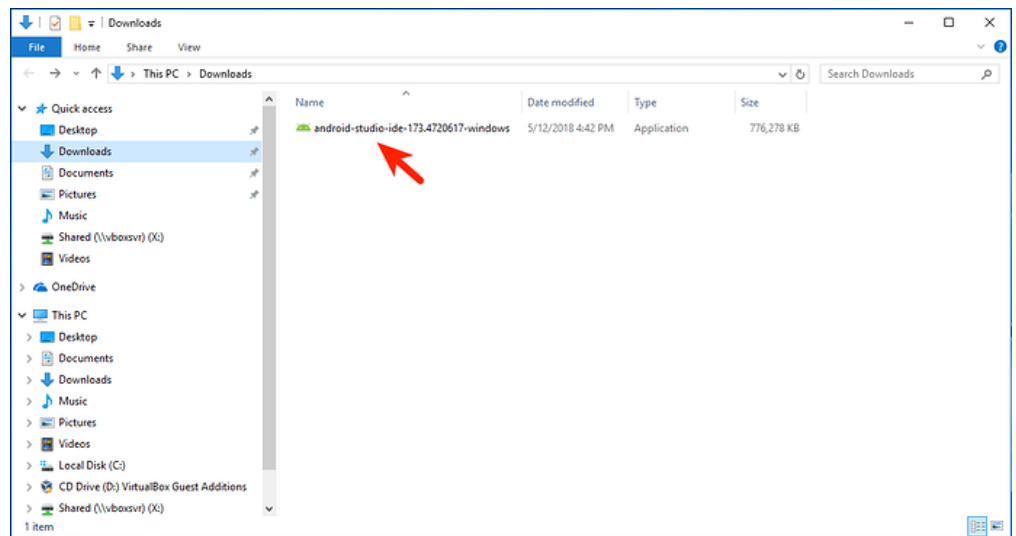 Downloads
File Home Share View
This PC > Downloads
Search Downloads
Quick access
Desktop
Downloads
Documents
Pictures
Music
Shared (\\vboxsvr) (X:)
Videos
OneDrive
This PC
Desktop
Documents
Downloads
Music
Pictures
Videos
Local Disk (C:)
CD Drive (D:) VirtualBox Guest Additions
Shared (\\vboxsvr) (X:)
Name Date modified Type Size
android-studio-ide-173.4720617-windows 5/12/2018 4:42 PM Application 776,278 KB
1 item